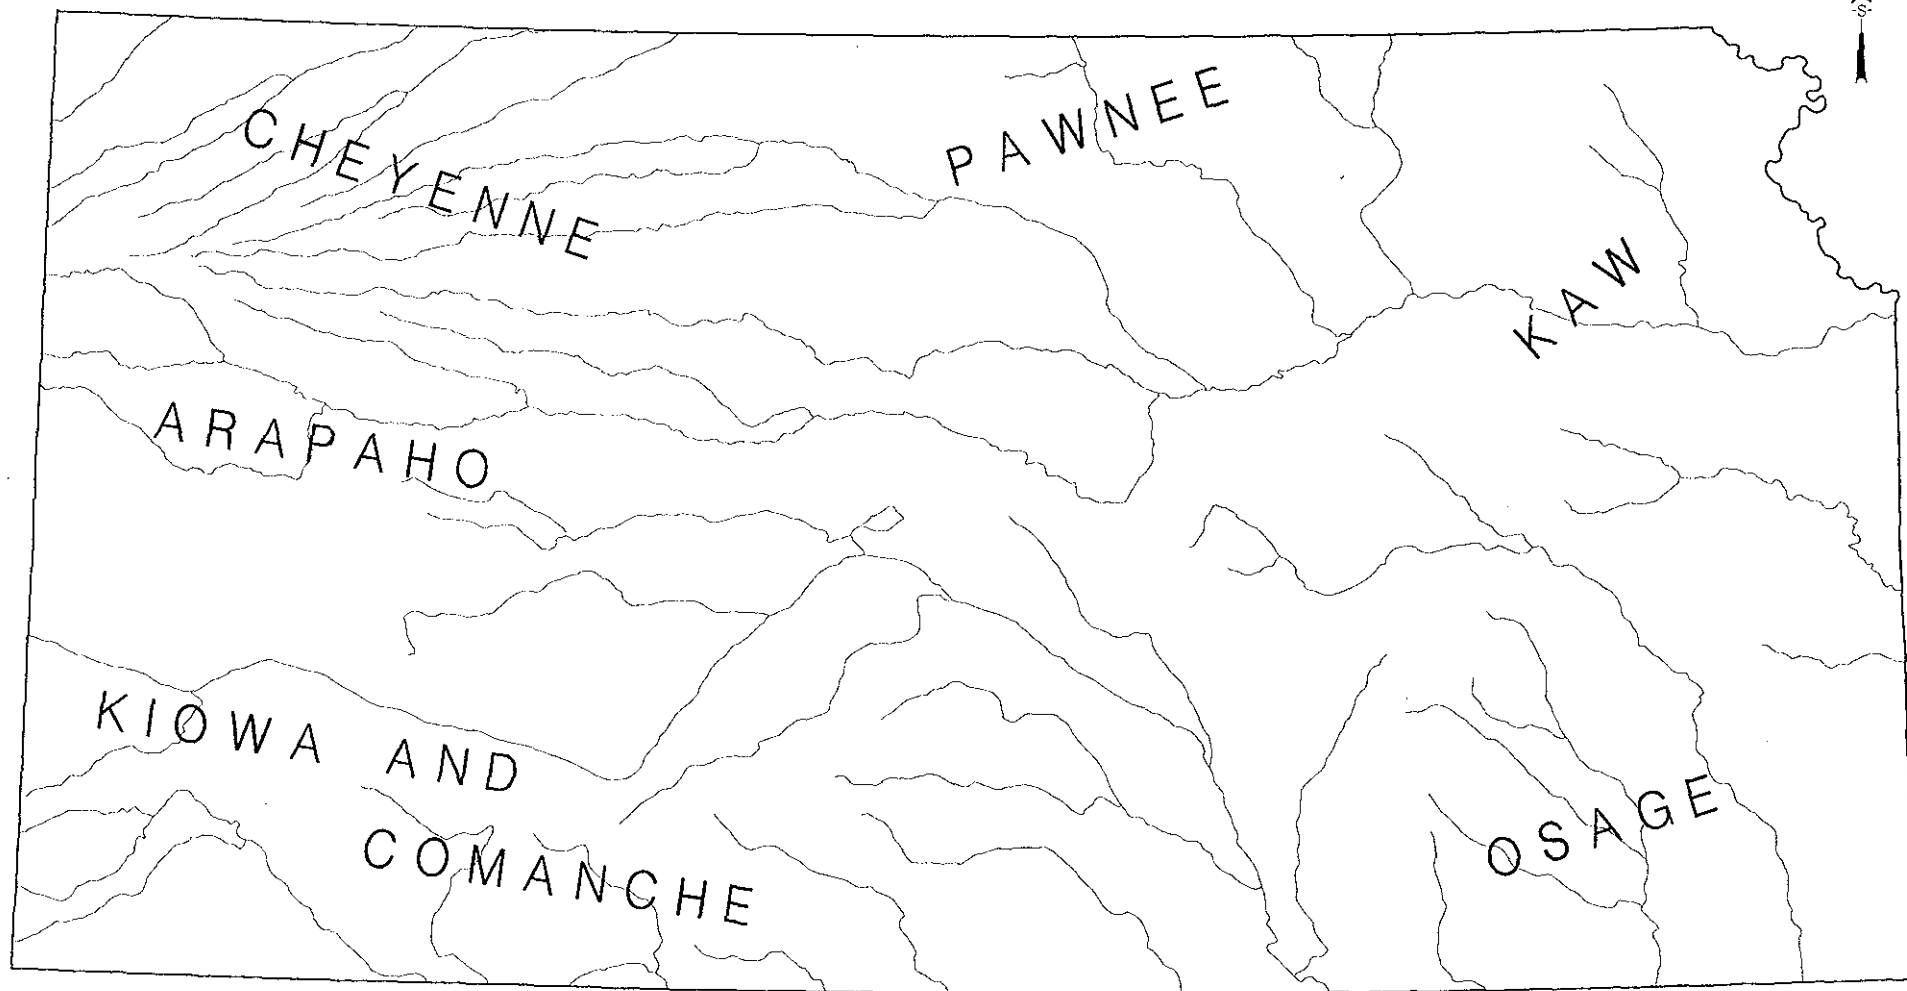 -S-
PAWNEE
CHEYENNE
KAW
ARAPAHO
KIOWA AND
COMANCHE
OSAGE